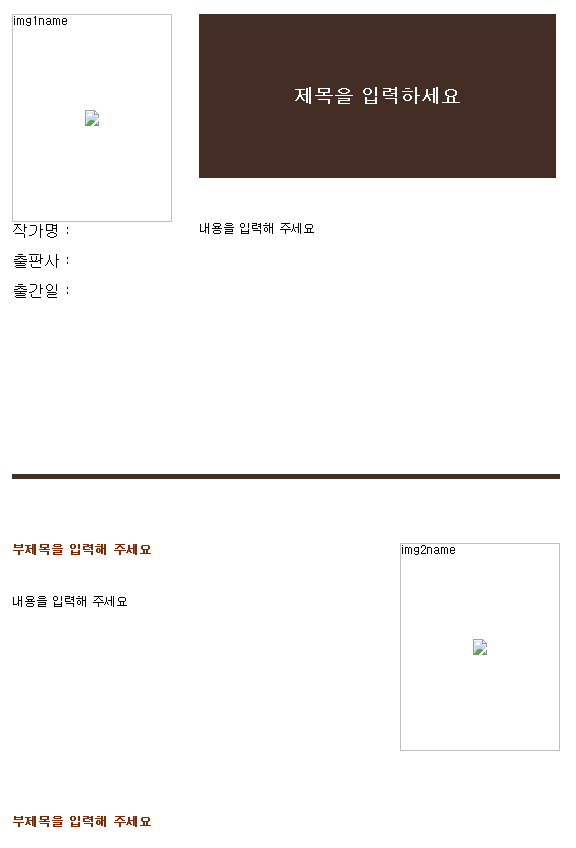 img1name
제목을 입력하세요
작가명 :
출판사 :
출간일 :
내용을 입력해 주세요
부제목을 입력해 주세요
내용을 입력해 주세요
img2name
부제목을 입력해 주세요